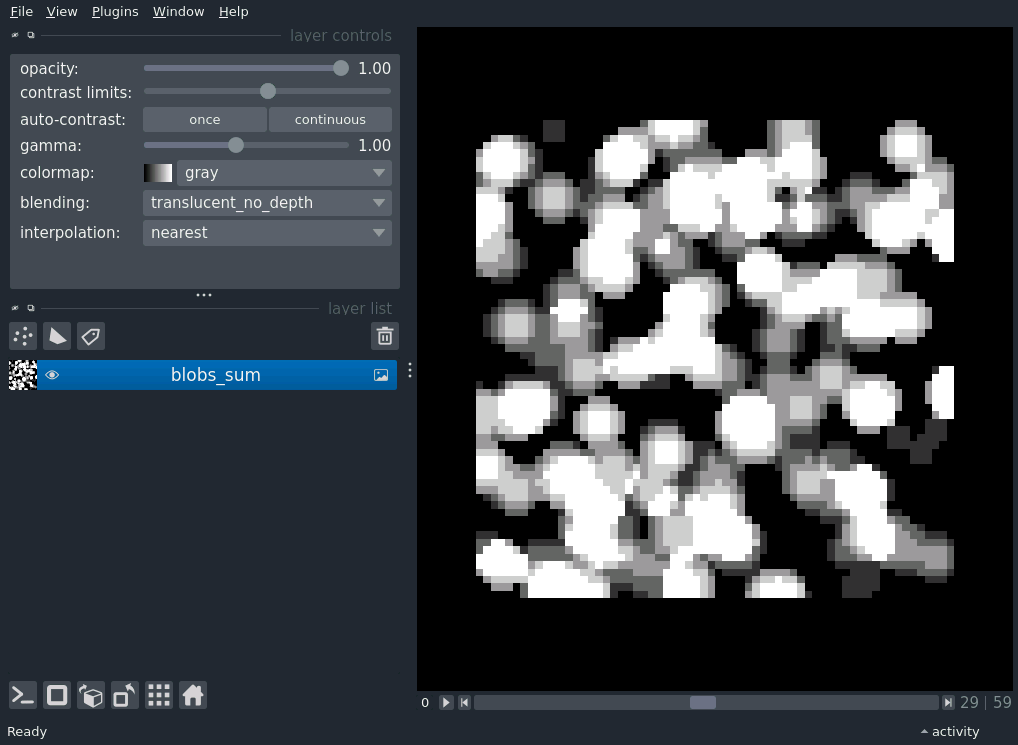 File View Plugins Window Help
layer controls
opacity: 1.00
contrast limits:
auto-contrast: once continuous
gamma: 1.00
colormap: gray
blending: translucent_no_depth
interpolation: nearest
layer list
blobs_sum
0 29 | 59
Ready activity